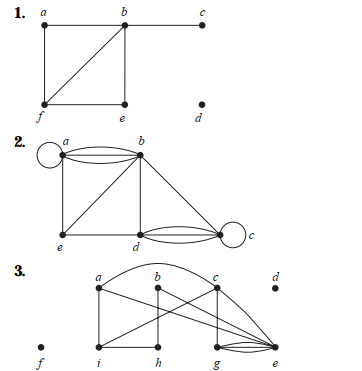 1. a b c
f e d
2. a b
c
e d
3. a b c d
f i h g e